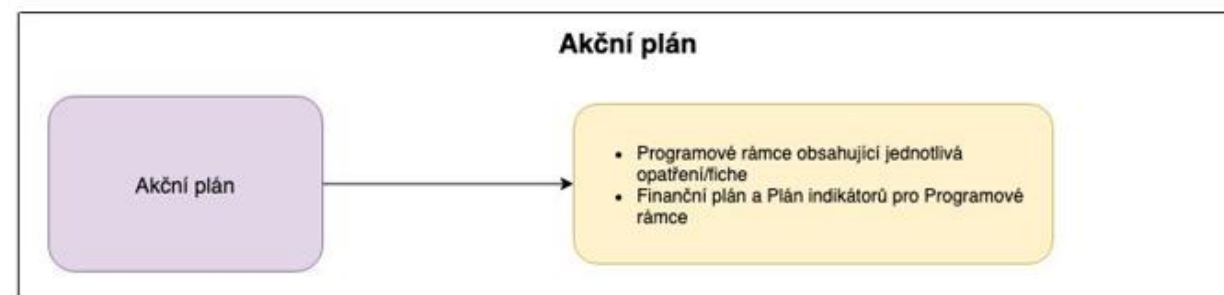 Akční plán
Akční plán
• Programové rámce obsahující jednotlivá
opatření/fiche
• Finanční plán a Plán indikátorů pro Programové
rámce